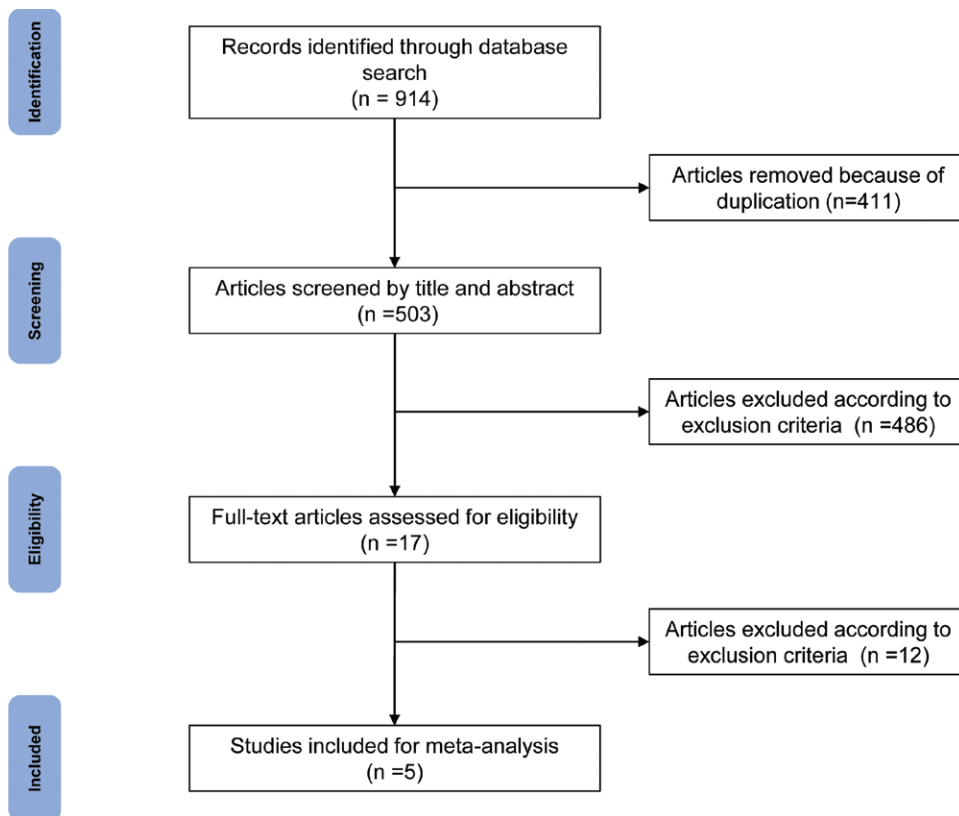 Identification
Records identified through database
search
(n = 914)
Articles removed because of
duplication (n=411)
Screening
Articles screened by title and abstract
(n =503)
Articles excluded according to
exclusion criteria  (n =486)
Eligibility
Full-text articles assessed for eligibility
(n =17)
Articles excluded according to
exclusion criteria  (n =12)
Included
Studies included for meta-analysis
(n =5)